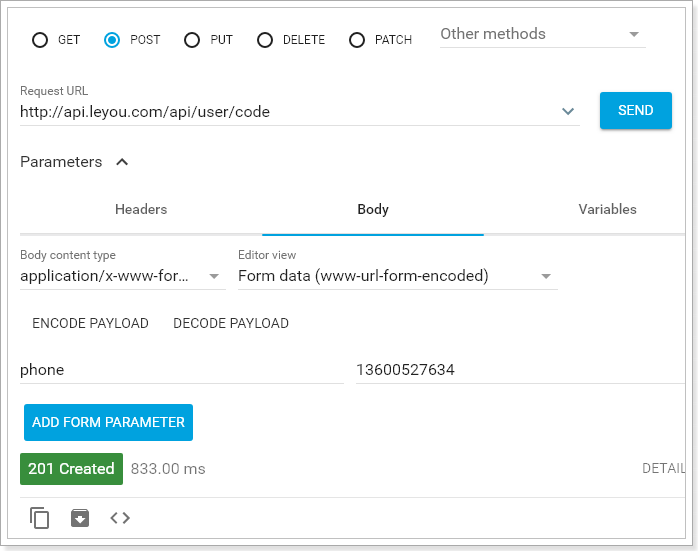 GET POST PUT DELETE PATCH Other methods
Request URL
http://api.leyou.com/api/user/code
SEND
Parameters
Headers Body Variables
Body content type Editor view
application/x-www-for... Form data (www-url-form-encoded)
ENCODE PAYLOAD DECODE PAYLOAD
phone 13600527634
ADD FORM PARAMETER
201 Created 833.00 ms DETAIL